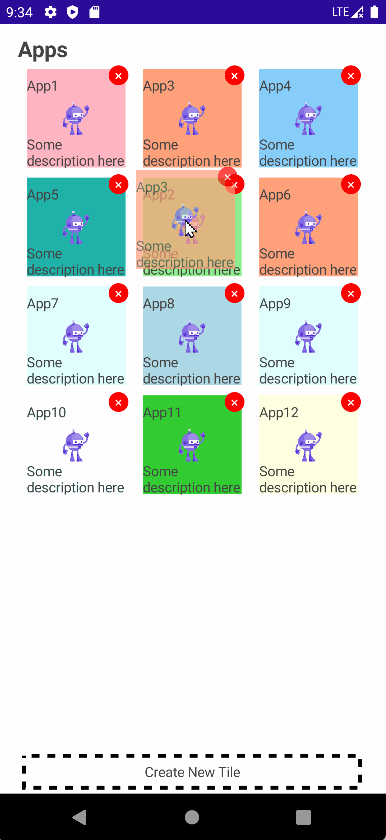 9:34
LTE
Apps
App1
Some
description here
App3
Some
description here
App4
Some
description here
App5
Some
description here
App3
Some
description here
App2
Some
description here
App6
Some
description here
App7
Some
description here
App8
Some
description here
App9
Some
description here
App10
Some
description here
App11
Some
description here
App12
Some
description here
Create New Tile